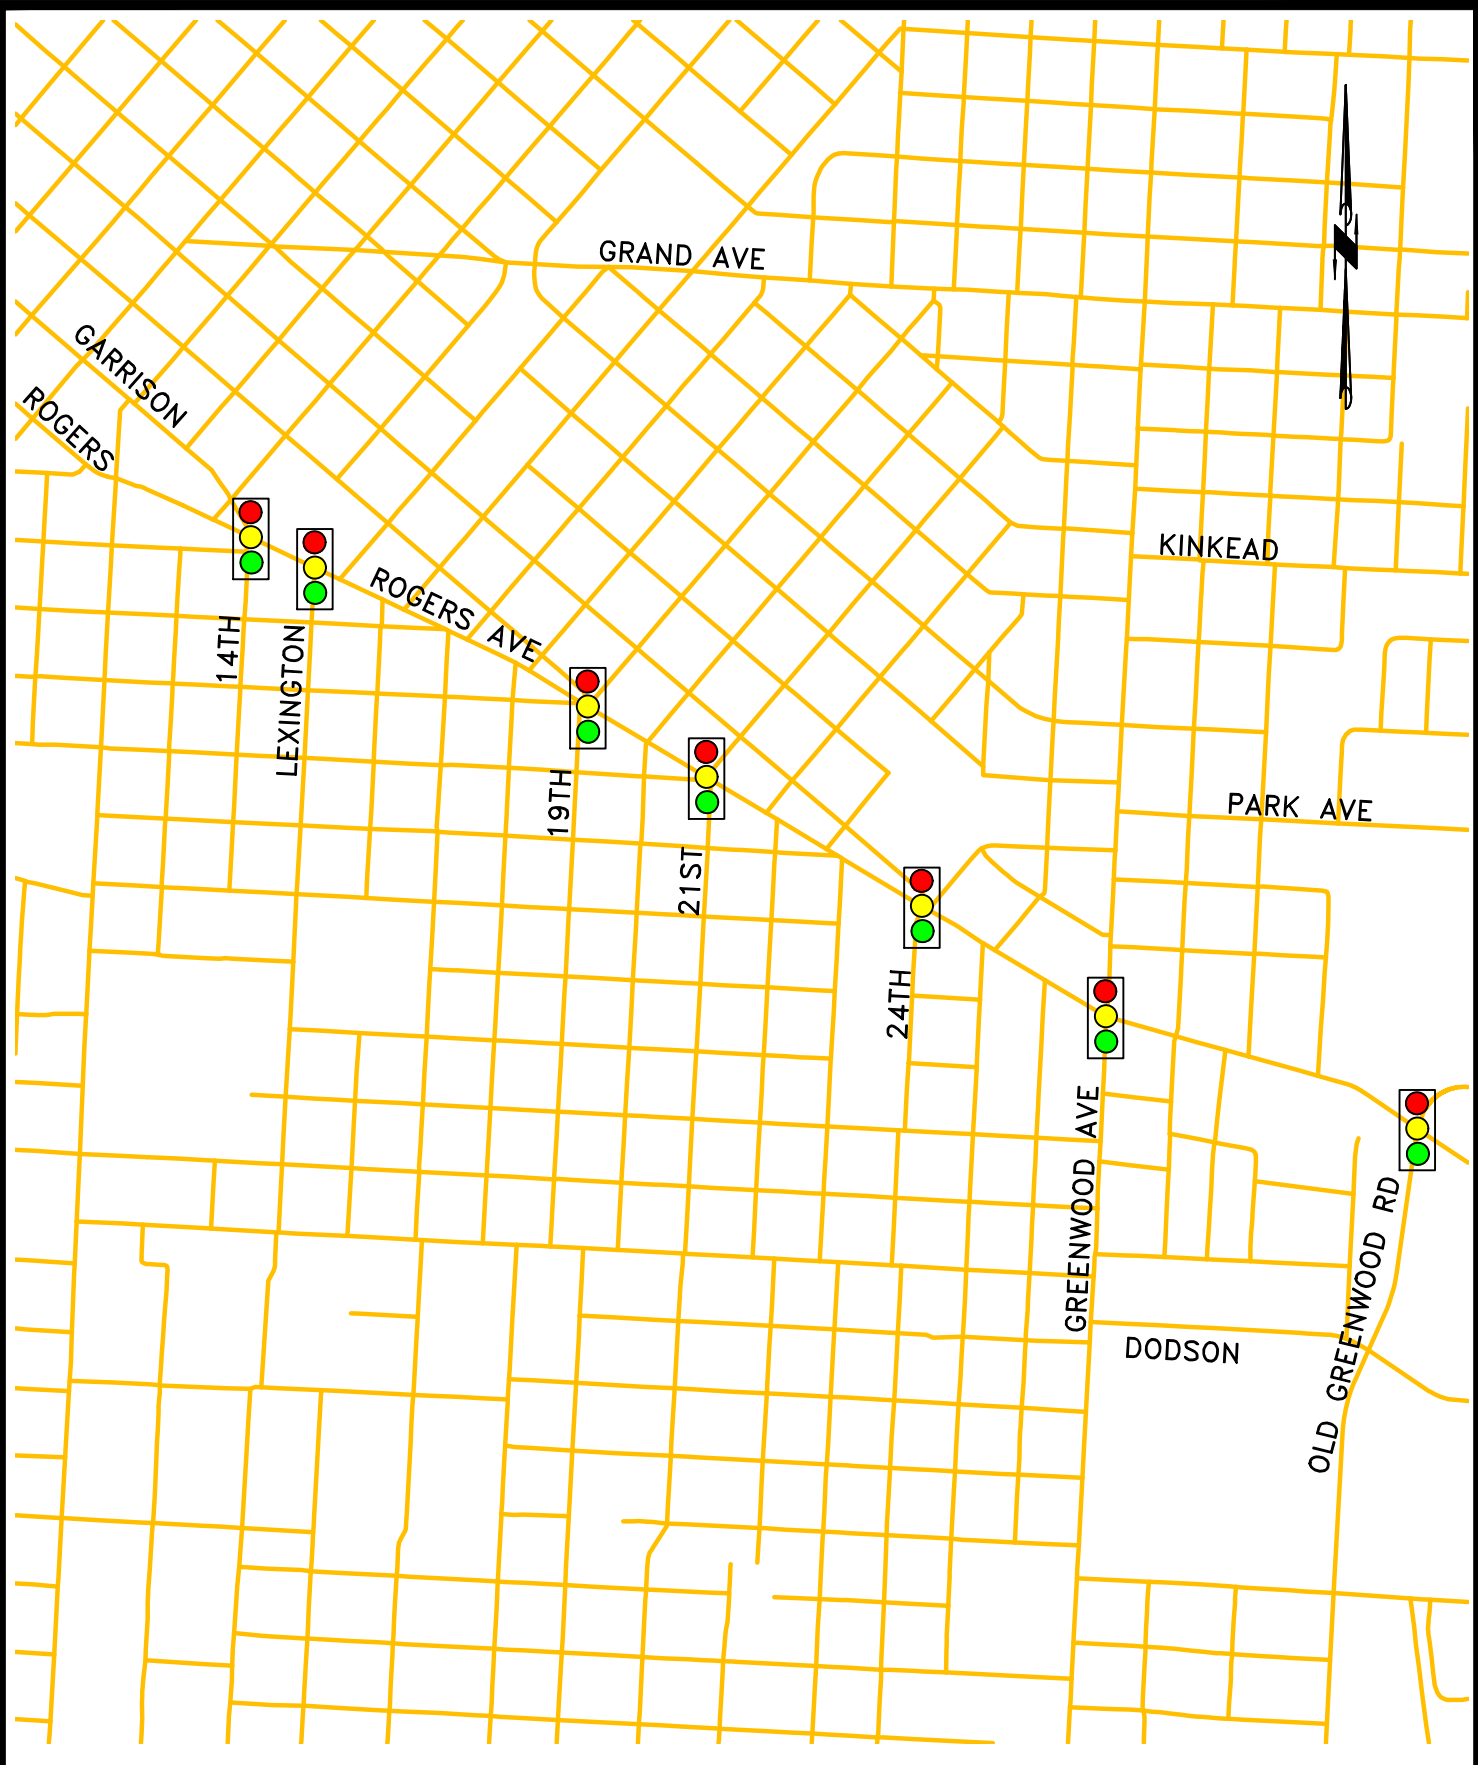 GRAND AVE
GARRISON
ROGERS
KINKEAD
ROGERS AVE
14TH
LEXINGTON
19TH
PARK AVE
21ST
24TH
GREENWOOD AVE
OLD GREENWOOD RD
DODSON